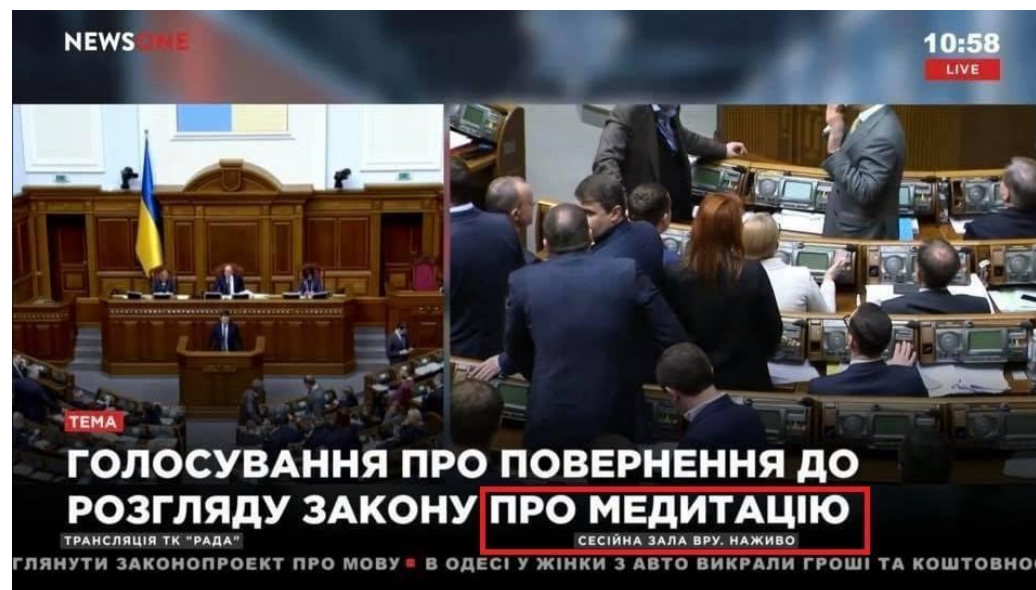 NEWSONE
10:58
LIVE
ТЕМА
ГОЛОСУВАННЯ ПРО ПОВЕРНЕННЯ ДО
РОЗГЛЯДУ ЗАКОНУ ПРО МЕДИТАЦІЮ
ТРАНСЛЯЦІЯ ТК "РАДА"
СЕСІЙНА ЗАЛА ВРУ. НАЖИВО
ГЛЯНУТИ ЗАКОНОПРОЕКТ ПРО МОВУ ▪ В ОДЕСІ У ЖІНКИ З АВТО ВИКРАЛИ ГРОШІ ТА КОШТОВНО